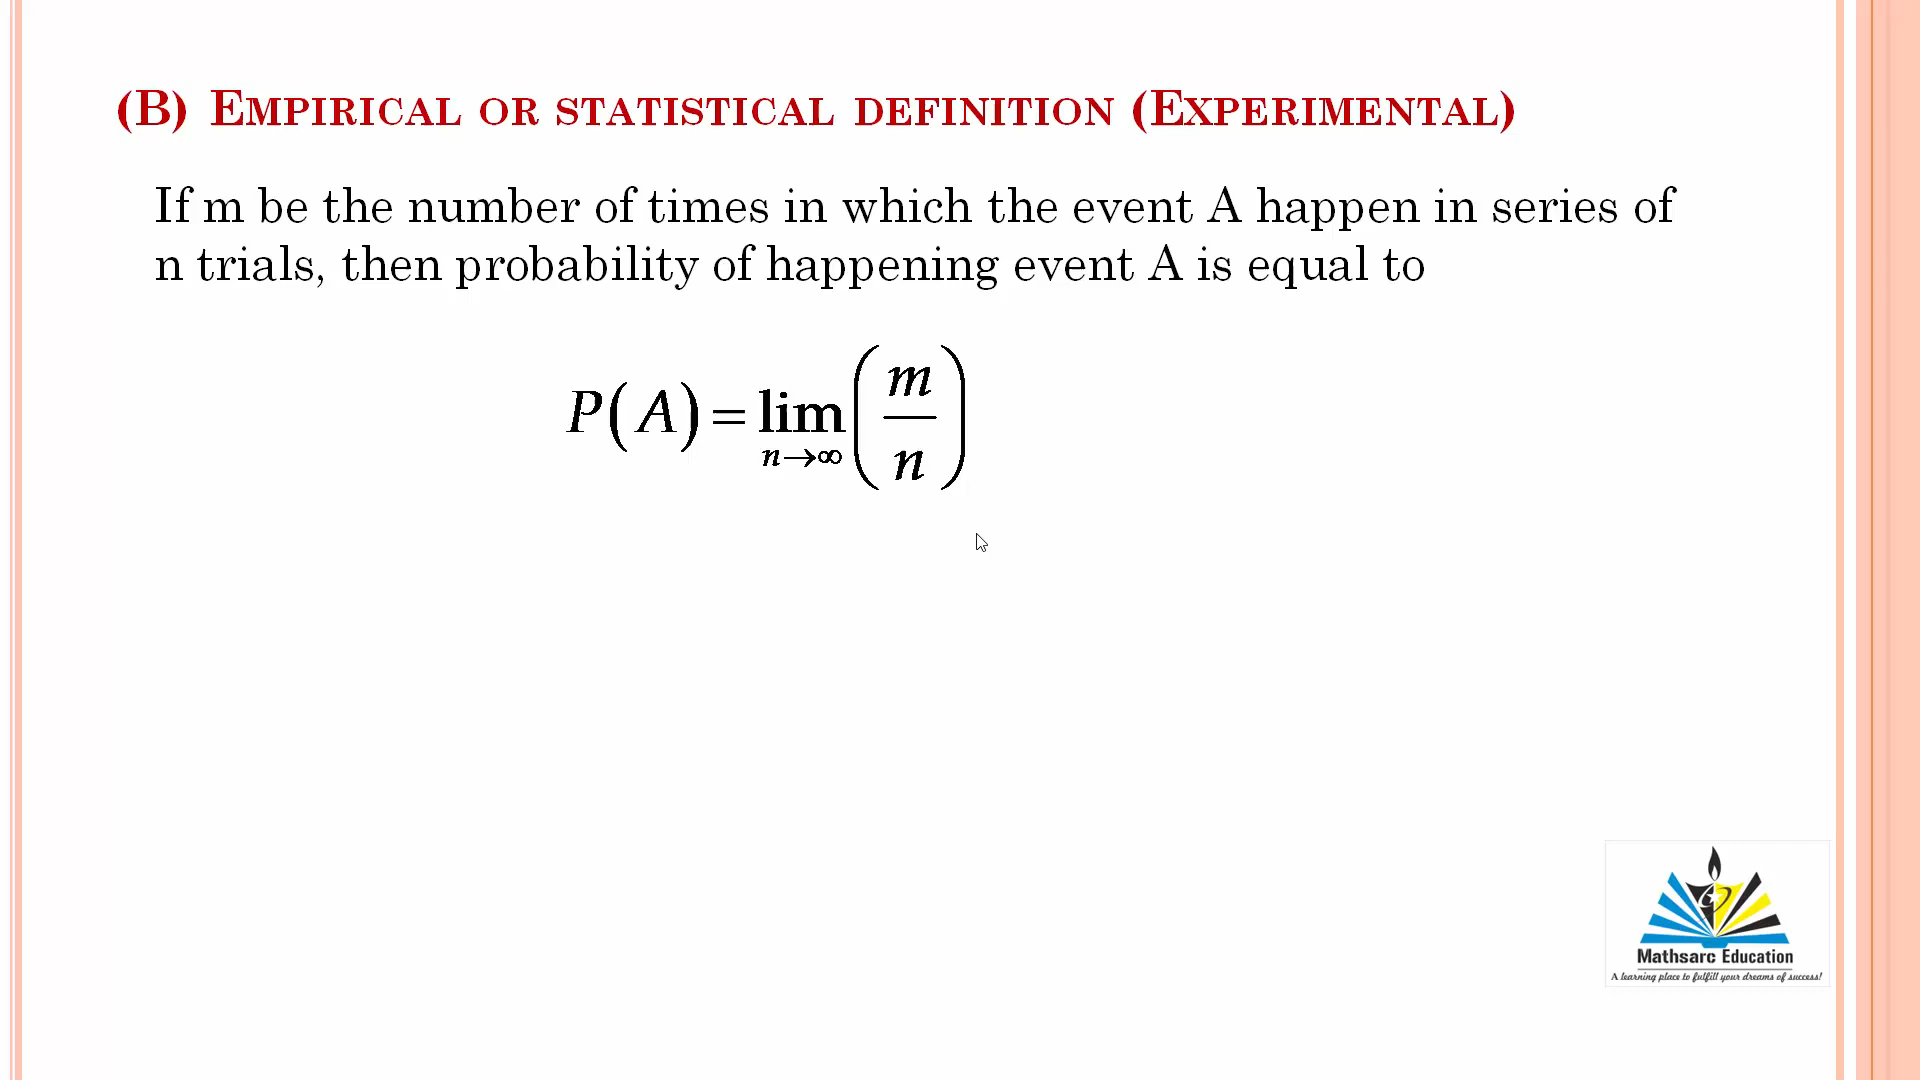 (B) Empirical or statistical definition (Experimental)
If m be the number of times in which the event A happen in series of
n trials, then probability of happening event A is equal to
P(A) = lim n→∞ (m/n)
Mathsarc Education
A learning place to fulfill your dreams of success!